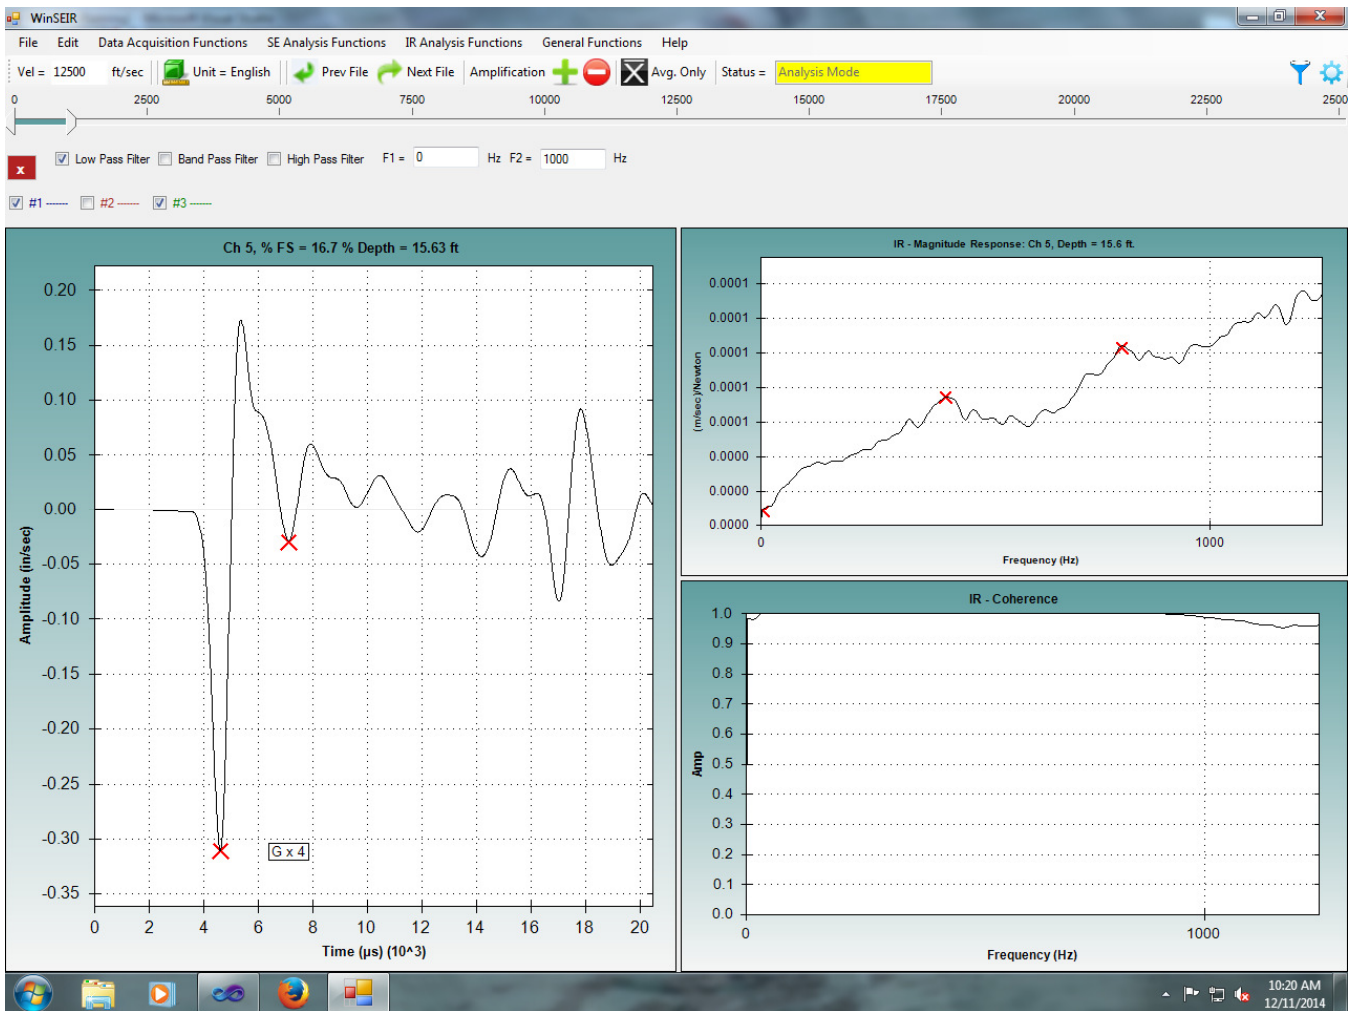 WinSEIR
File Edit Data Acquisition Functions SE Analysis Functions IR Analysis Functions General Functions Help
Vel = 12500 ft/sec Unit = English Prev File Next File Amplification Avg. Only Status = Analysis Mode
0 2500 5000 7500 10000 12500 15000 17500 20000 22500 2500
x Low Pass Filter Band Pass Filter High Pass Filter F1 = 0 Hz F2 = 1000 Hz
#1 ------ #2 ------ #3 ------
Ch 5, % FS = 16.7 % Depth = 15.63 ft
0.20
0.15
0.10
0.05
0.00
-0.05
-0.10
-0.15
-0.20
-0.25
-0.30
-0.35
Amplitude (in/sec)
G x 4
0 2 4 6 8 10 12 14 16 18 20
Time (µs) (10^3)
IR - Magnitude Response: Ch 5, Depth = 15.6 ft.
0.0001
0.0001
0.0001
0.0001
0.0001
0.0000
0.0000
0.0000
(m/sec)/Newton
0 1000
Frequency (Hz)
IR - Coherence
1.0
0.9
0.8
0.7
0.6
0.5
0.4
0.3
0.2
0.1
0.0
Amp
0 1000
Frequency (Hz)
10:20 AM
12/11/2014